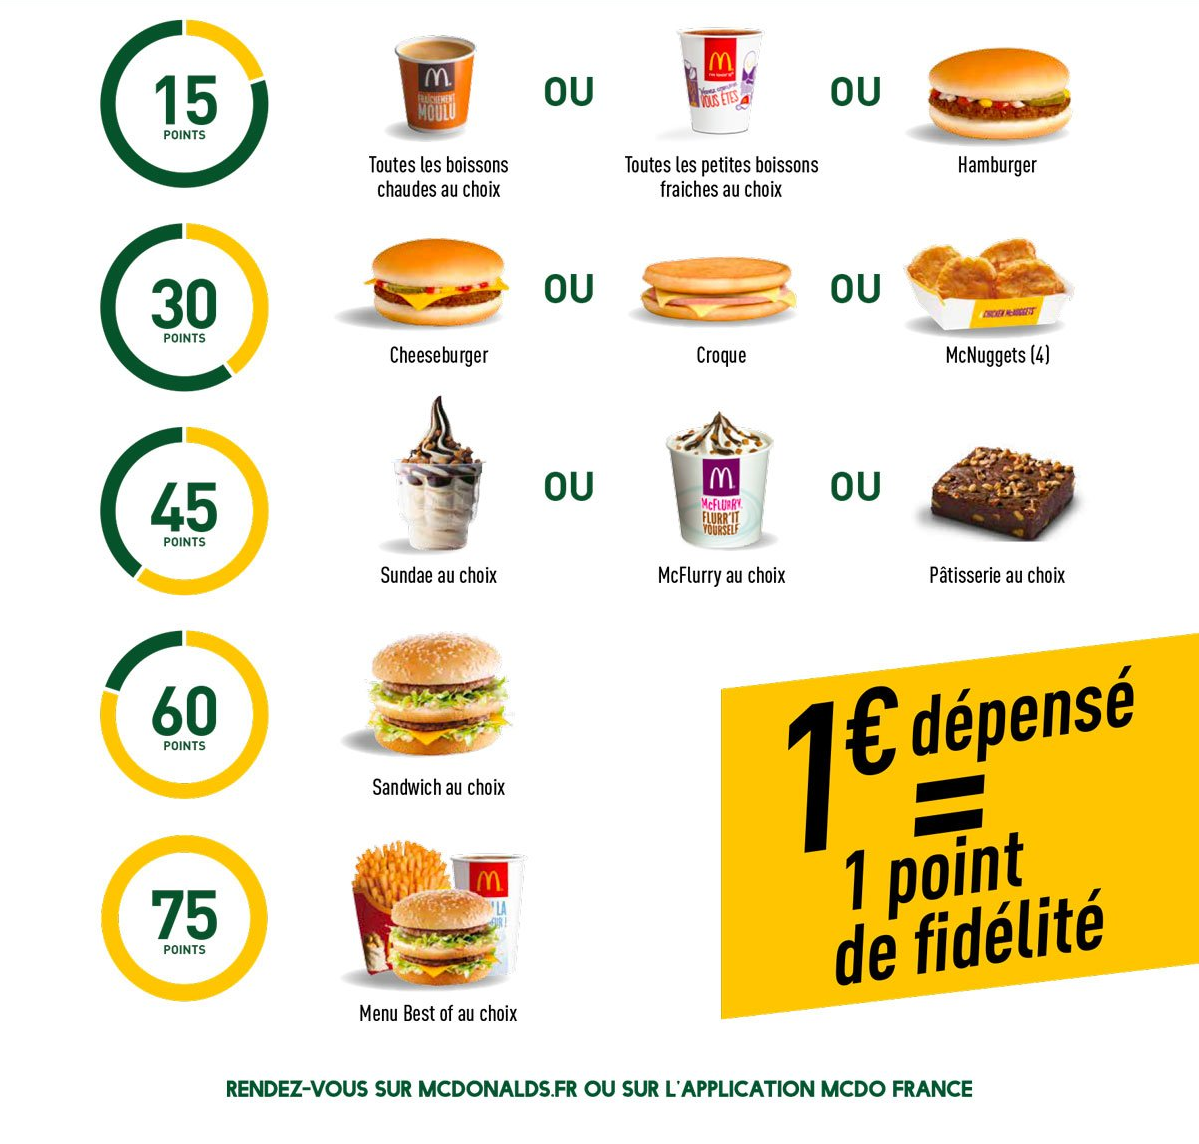 15
POINTS
FRAÎCHEMENT
MOULU
OU
VOUS ÊTES
OU
Toutes les boissons
chaudes au choix
Toutes les petites boissons
fraiches au choix
Hamburger
30
POINTS
OU
OU
CHICKEN McNUGGETS
Cheeseburger
Croque
McNuggets (4)
45
POINTS
OU
McFLURRY
FLURR'IT
YOURSELF
OU
Sundae au choix
McFlurry au choix
Pâtisserie au choix
60
POINTS
Sandwich au choix
1€ dépensé
=
1 point
de fidélité
75
POINTS
Menu Best of au choix
RENDEZ-VOUS SUR MCDONALDS.FR OU SUR L'APPLICATION MCDO FRANCE